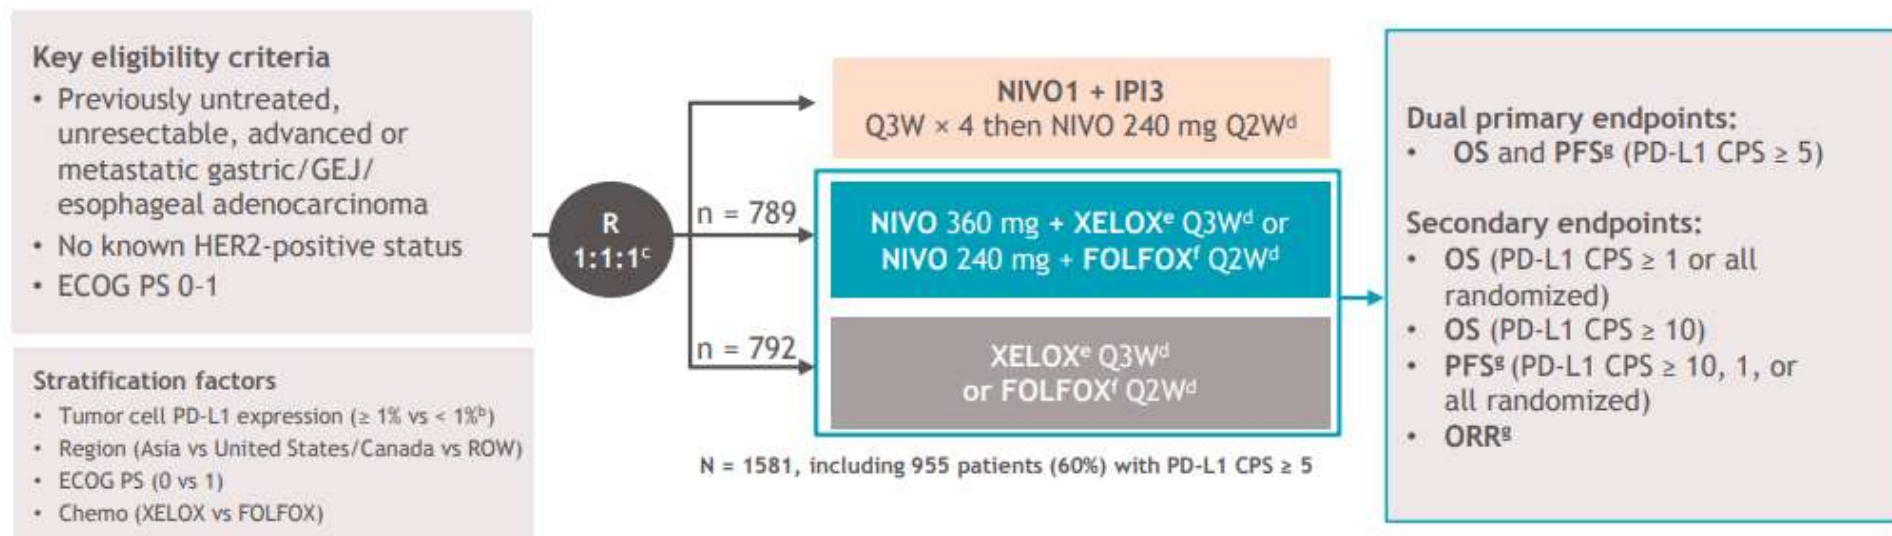 Key eligibility criteria
• Previously untreated,
unresectable, advanced or
metastatic gastric/GEJ/
esophageal adenocarcinoma
• No known HER2-positive status
• ECOG PS 0–1
Stratification factors
• Tumor cell PD-L1 expression (≥ 1% vs < 1%ᵇ)
• Region (Asia vs United States/Canada vs ROW)
• ECOG PS (0 vs 1)
• Chemo (XELOX vs FOLFOX)
R
1:1:1ᶜ
n = 789
n = 792
NIVO1 + IPI3
Q3W × 4 then NIVO 240 mg Q2Wᵈ
NIVO 360 mg + XELOXᵉ Q3Wᵈ or
NIVO 240 mg + FOLFOXᶠ Q2Wᵈ
XELOXᵉ Q3Wᵈ
or FOLFOXᶠ Q2Wᵈ
N = 1581, including 955 patients (60%) with PD-L1 CPS ≥ 5
Dual primary endpoints:
• OS and PFSᵍ (PD-L1 CPS ≥ 5)
Secondary endpoints:
• OS (PD-L1 CPS ≥ 1 or all
randomized)
• OS (PD-L1 CPS ≥ 10)
• PFSᵍ (PD-L1 CPS ≥ 10, 1, or
all randomized)
• ORRᵍ